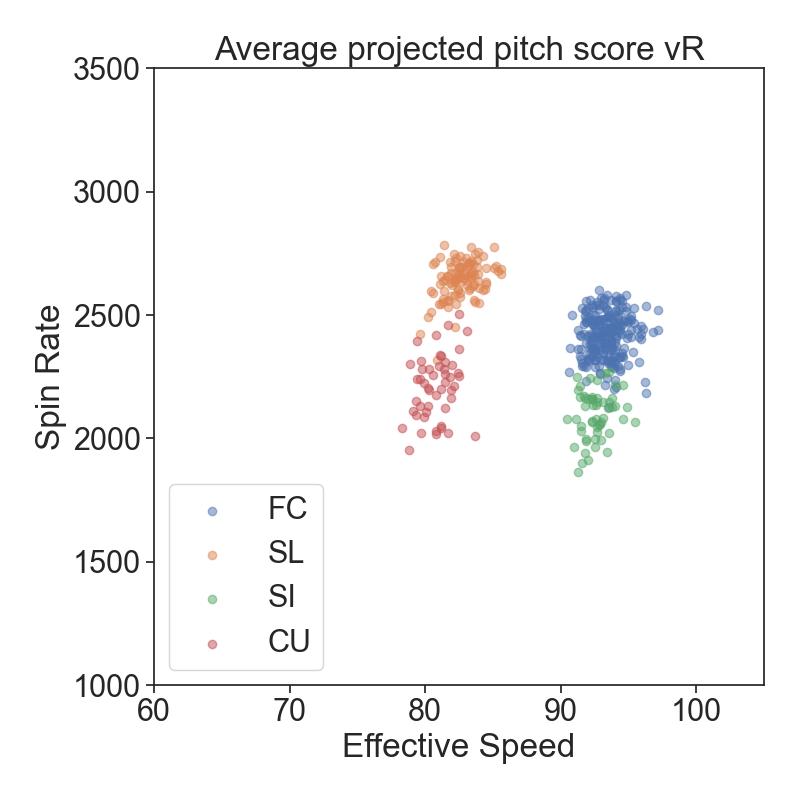 Average projected pitch score vR
3500
3000
2500
2000
1500
1000
Spin Rate
FC
SL
SI
CU
60 70 80 90 100
Effective Speed